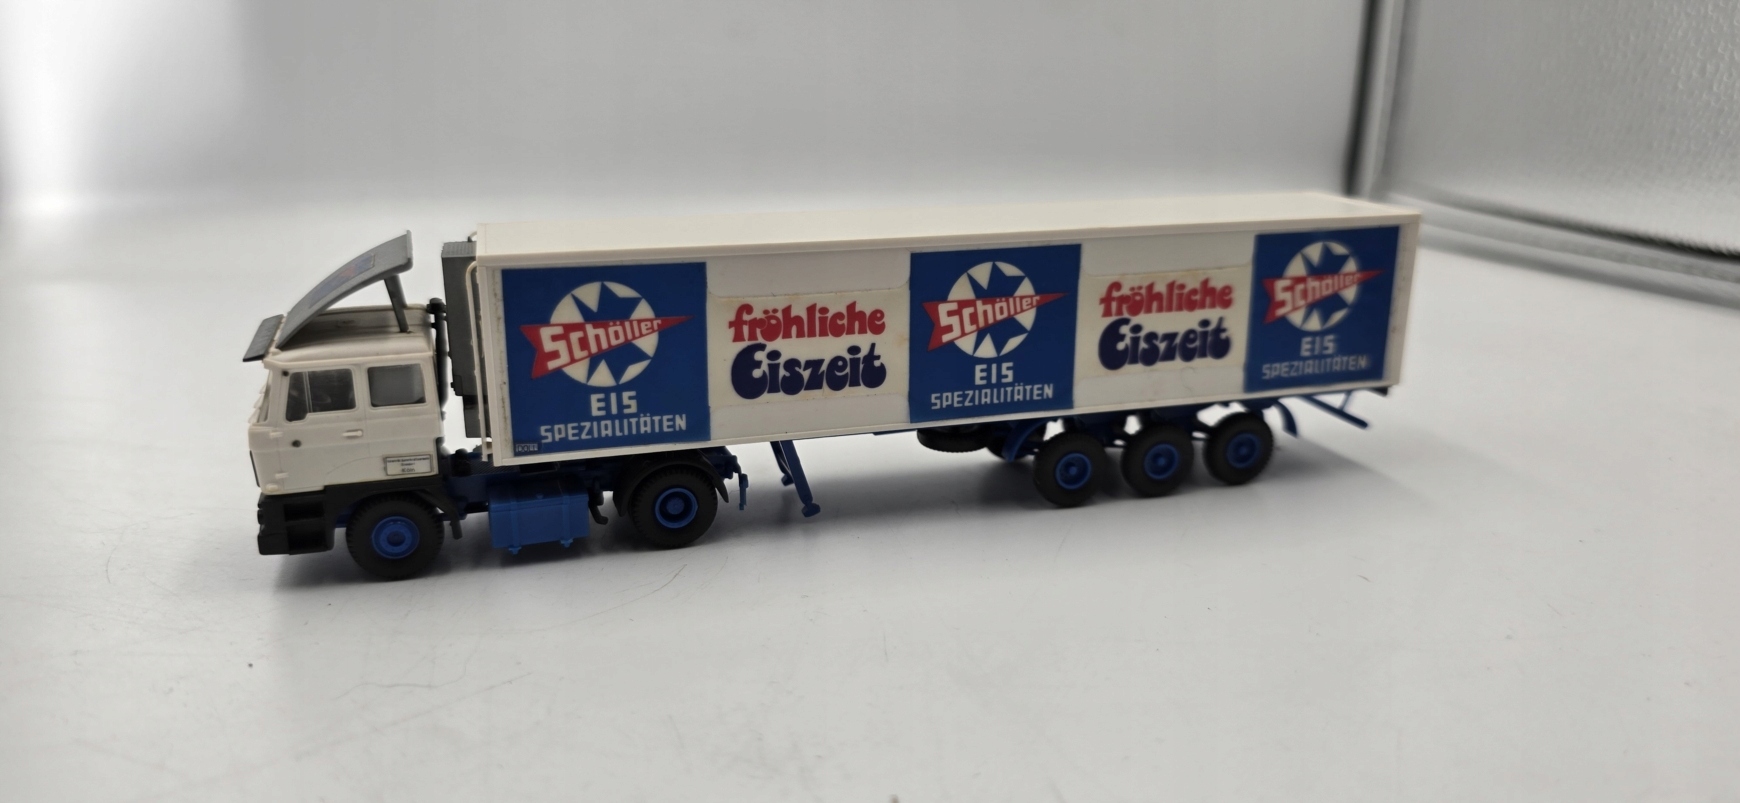 Schöller
EIS
SPEZIALITÄTEN
fröhliche
Eiszeit
Schöller
EIS
SPEZIALITÄTEN
fröhliche
Eiszeit
Schöller
EIS
SPEZIALITÄTEN